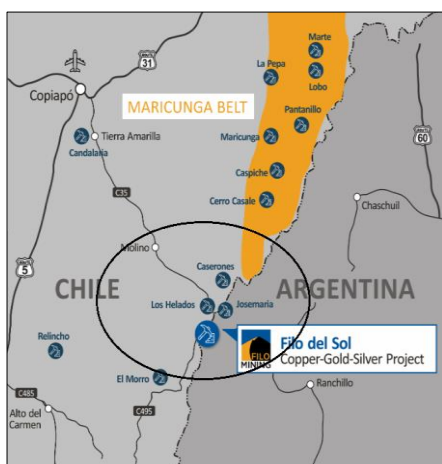 31
Copiapó
MARICUNGA BELT
Marte
La Pepa
Lobo
Pantanillo
Candalaria
Tierra Amarilla
Maricunga
60
Caspiche
C35
Cerro Casale
Chaschuil
Molino
5
Caserones
CHILE
ARGENTINA
Los Helados
Josemaria
Relincho
FILO
MINING
Filo del Sol
Copper-Gold-Silver Project
El Morro
Ranchillo
C485
C495
Alto del
Carmen